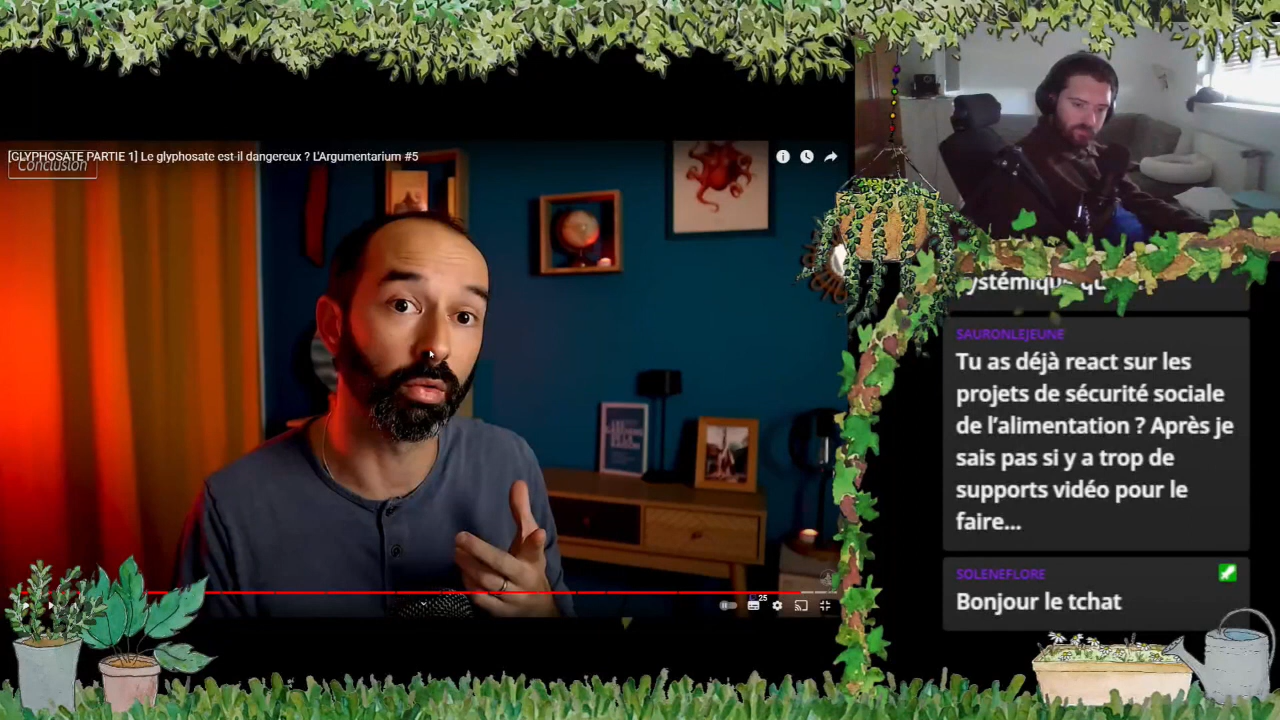 [GLYPHOSATE PARTIE 1] Le glyphosate est-il dangereux ? L'Argumentarium #5
Conclusion
25
SAURONLEJEUNE
Tu as déjà react sur les
projets de sécurité sociale
de l'alimentation ? Après je
sais pas si y a trop de
supports vidéo pour le
faire...
SOLENEFLORE
Bonjour le tchat